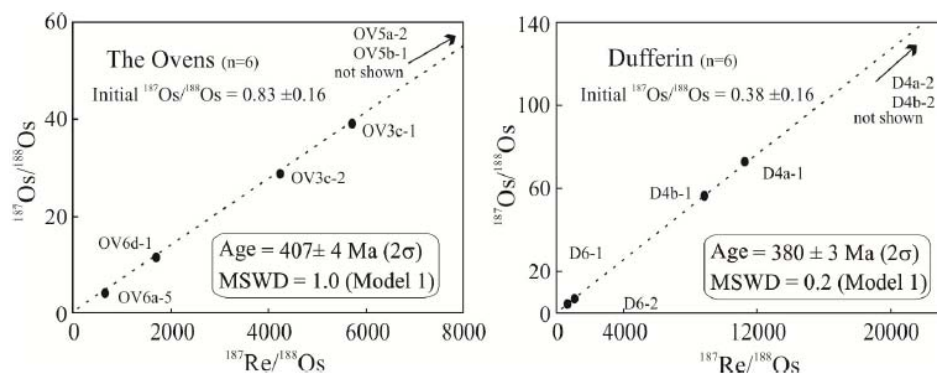 60
40
20
0
0
2000
4000
6000
8000
¹⁸⁷Os/¹⁸⁸Os
¹⁸⁷Re/¹⁸⁸Os
The Ovens (n=6)
Initial ¹⁸⁷Os/¹⁸⁸Os = 0.83 ±0.16
OV5a-2
OV5b-1
not shown
OV3c-1
OV3c-2
OV6d-1
OV6a-5
Age = 407± 4 Ma (2σ)
MSWD = 1.0 (Model 1)
140
100
60
20
0
4000
12000
20000
¹⁸⁷Os/¹⁸⁸Os
¹⁸⁷Re/¹⁸⁸Os
Dufferin (n=6)
Initial ¹⁸⁷Os/¹⁸⁸Os = 0.38 ±0.16
D4a-2
D4b-2
not shown
D4a-1
D4b-1
D6-1
D6-2
Age = 380 ± 3 Ma (2σ)
MSWD = 0.2 (Model 1)